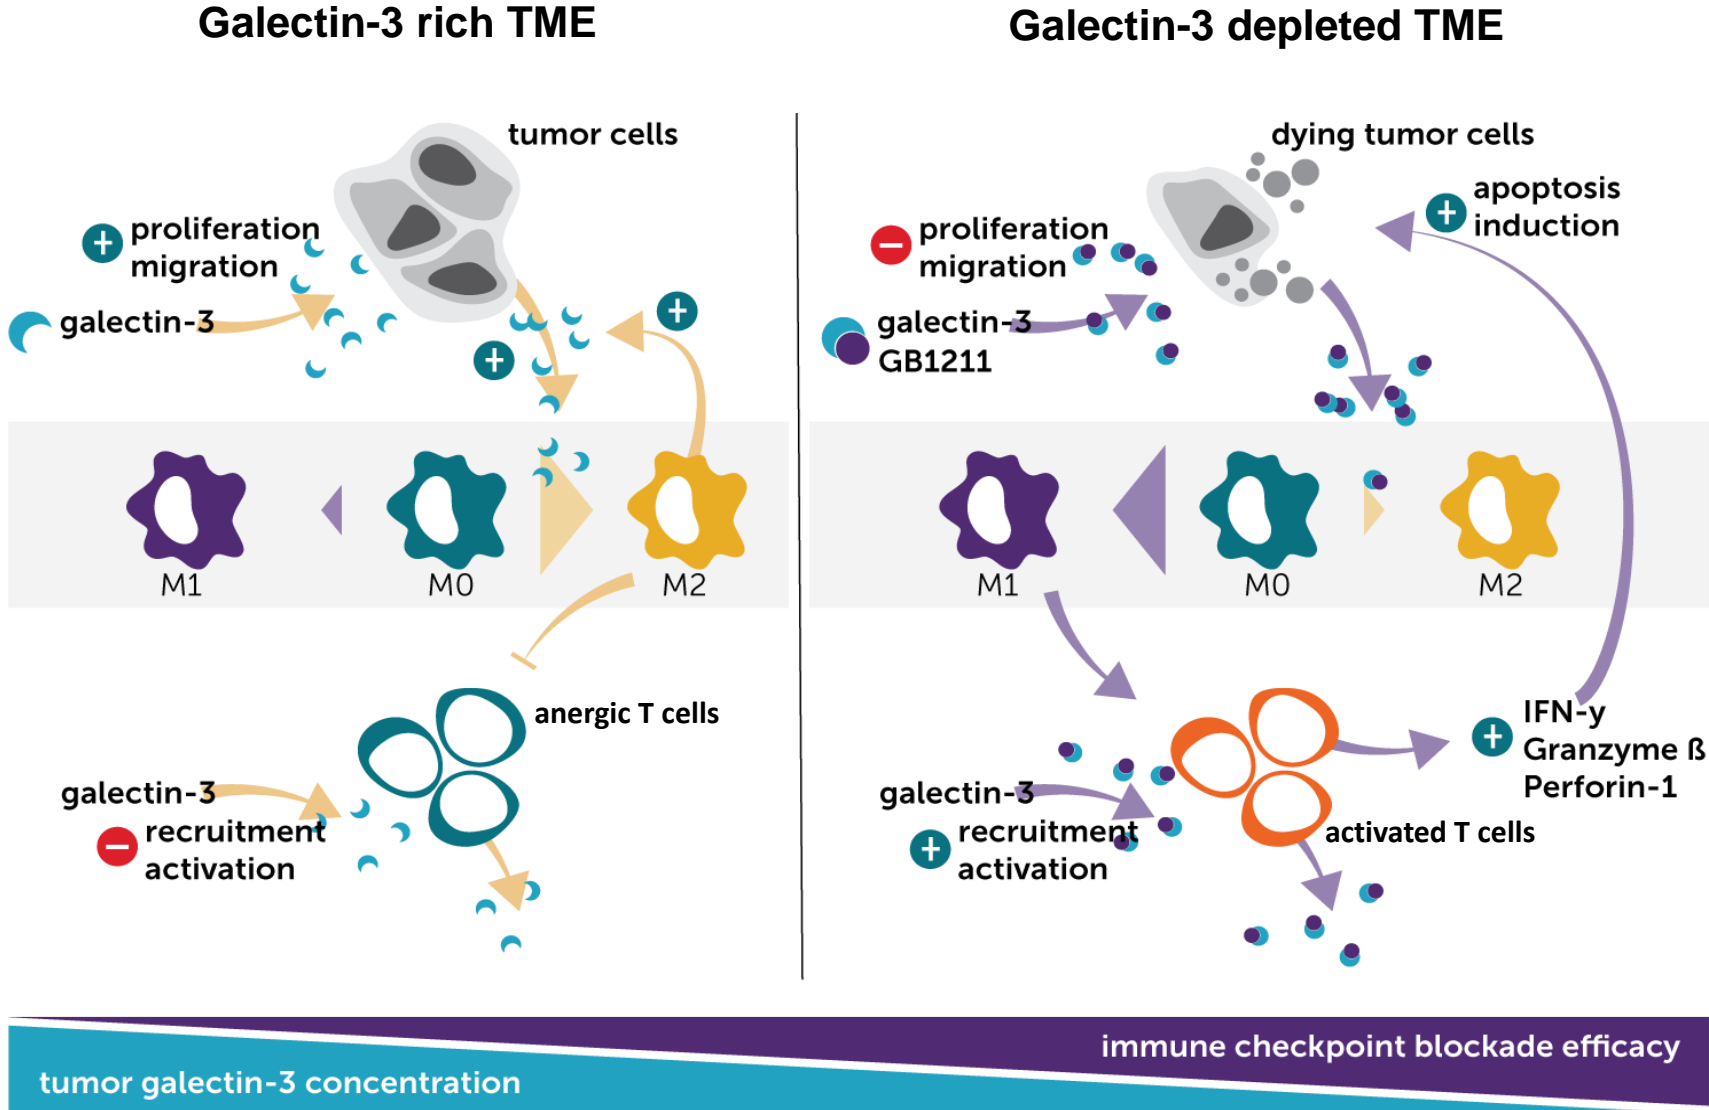 Galectin-3 rich TME
tumor cells
+ proliferation
migration
galectin-3
+
+
M1
M0
M2
anergic T cells
galectin-3
− recruitment
activation
Galectin-3 depleted TME
dying tumor cells
+ apoptosis
induction
− proliferation
migration
galectin-3
GB1211
M1
M0
M2
+ IFN-y
Granzyme ß
Perforin-1
galectin-3
+ recruitment
activation
activated T cells
immune checkpoint blockade efficacy
tumor galectin-3 concentration